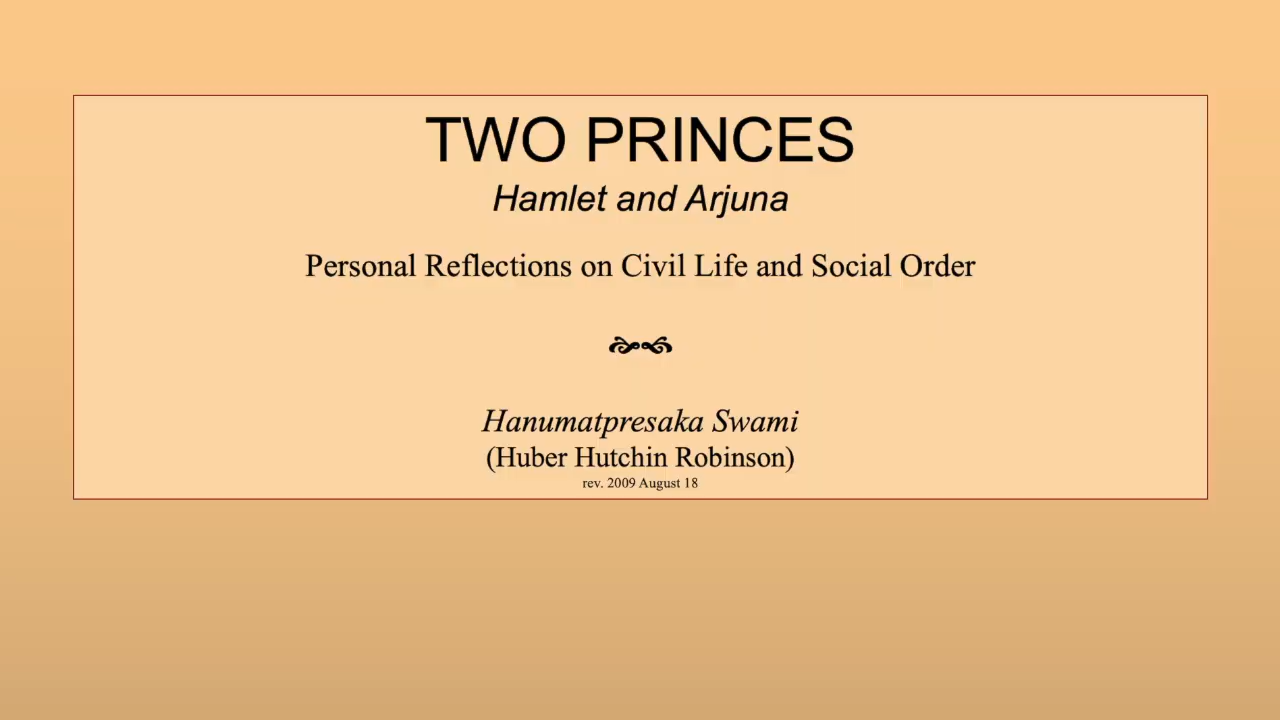 TWO PRINCES
Hamlet and Arjuna
Personal Reflections on Civil Life and Social Order
Hanumatpresaka Swami
(Huber Hutchin Robinson)
rev. 2009 August 18